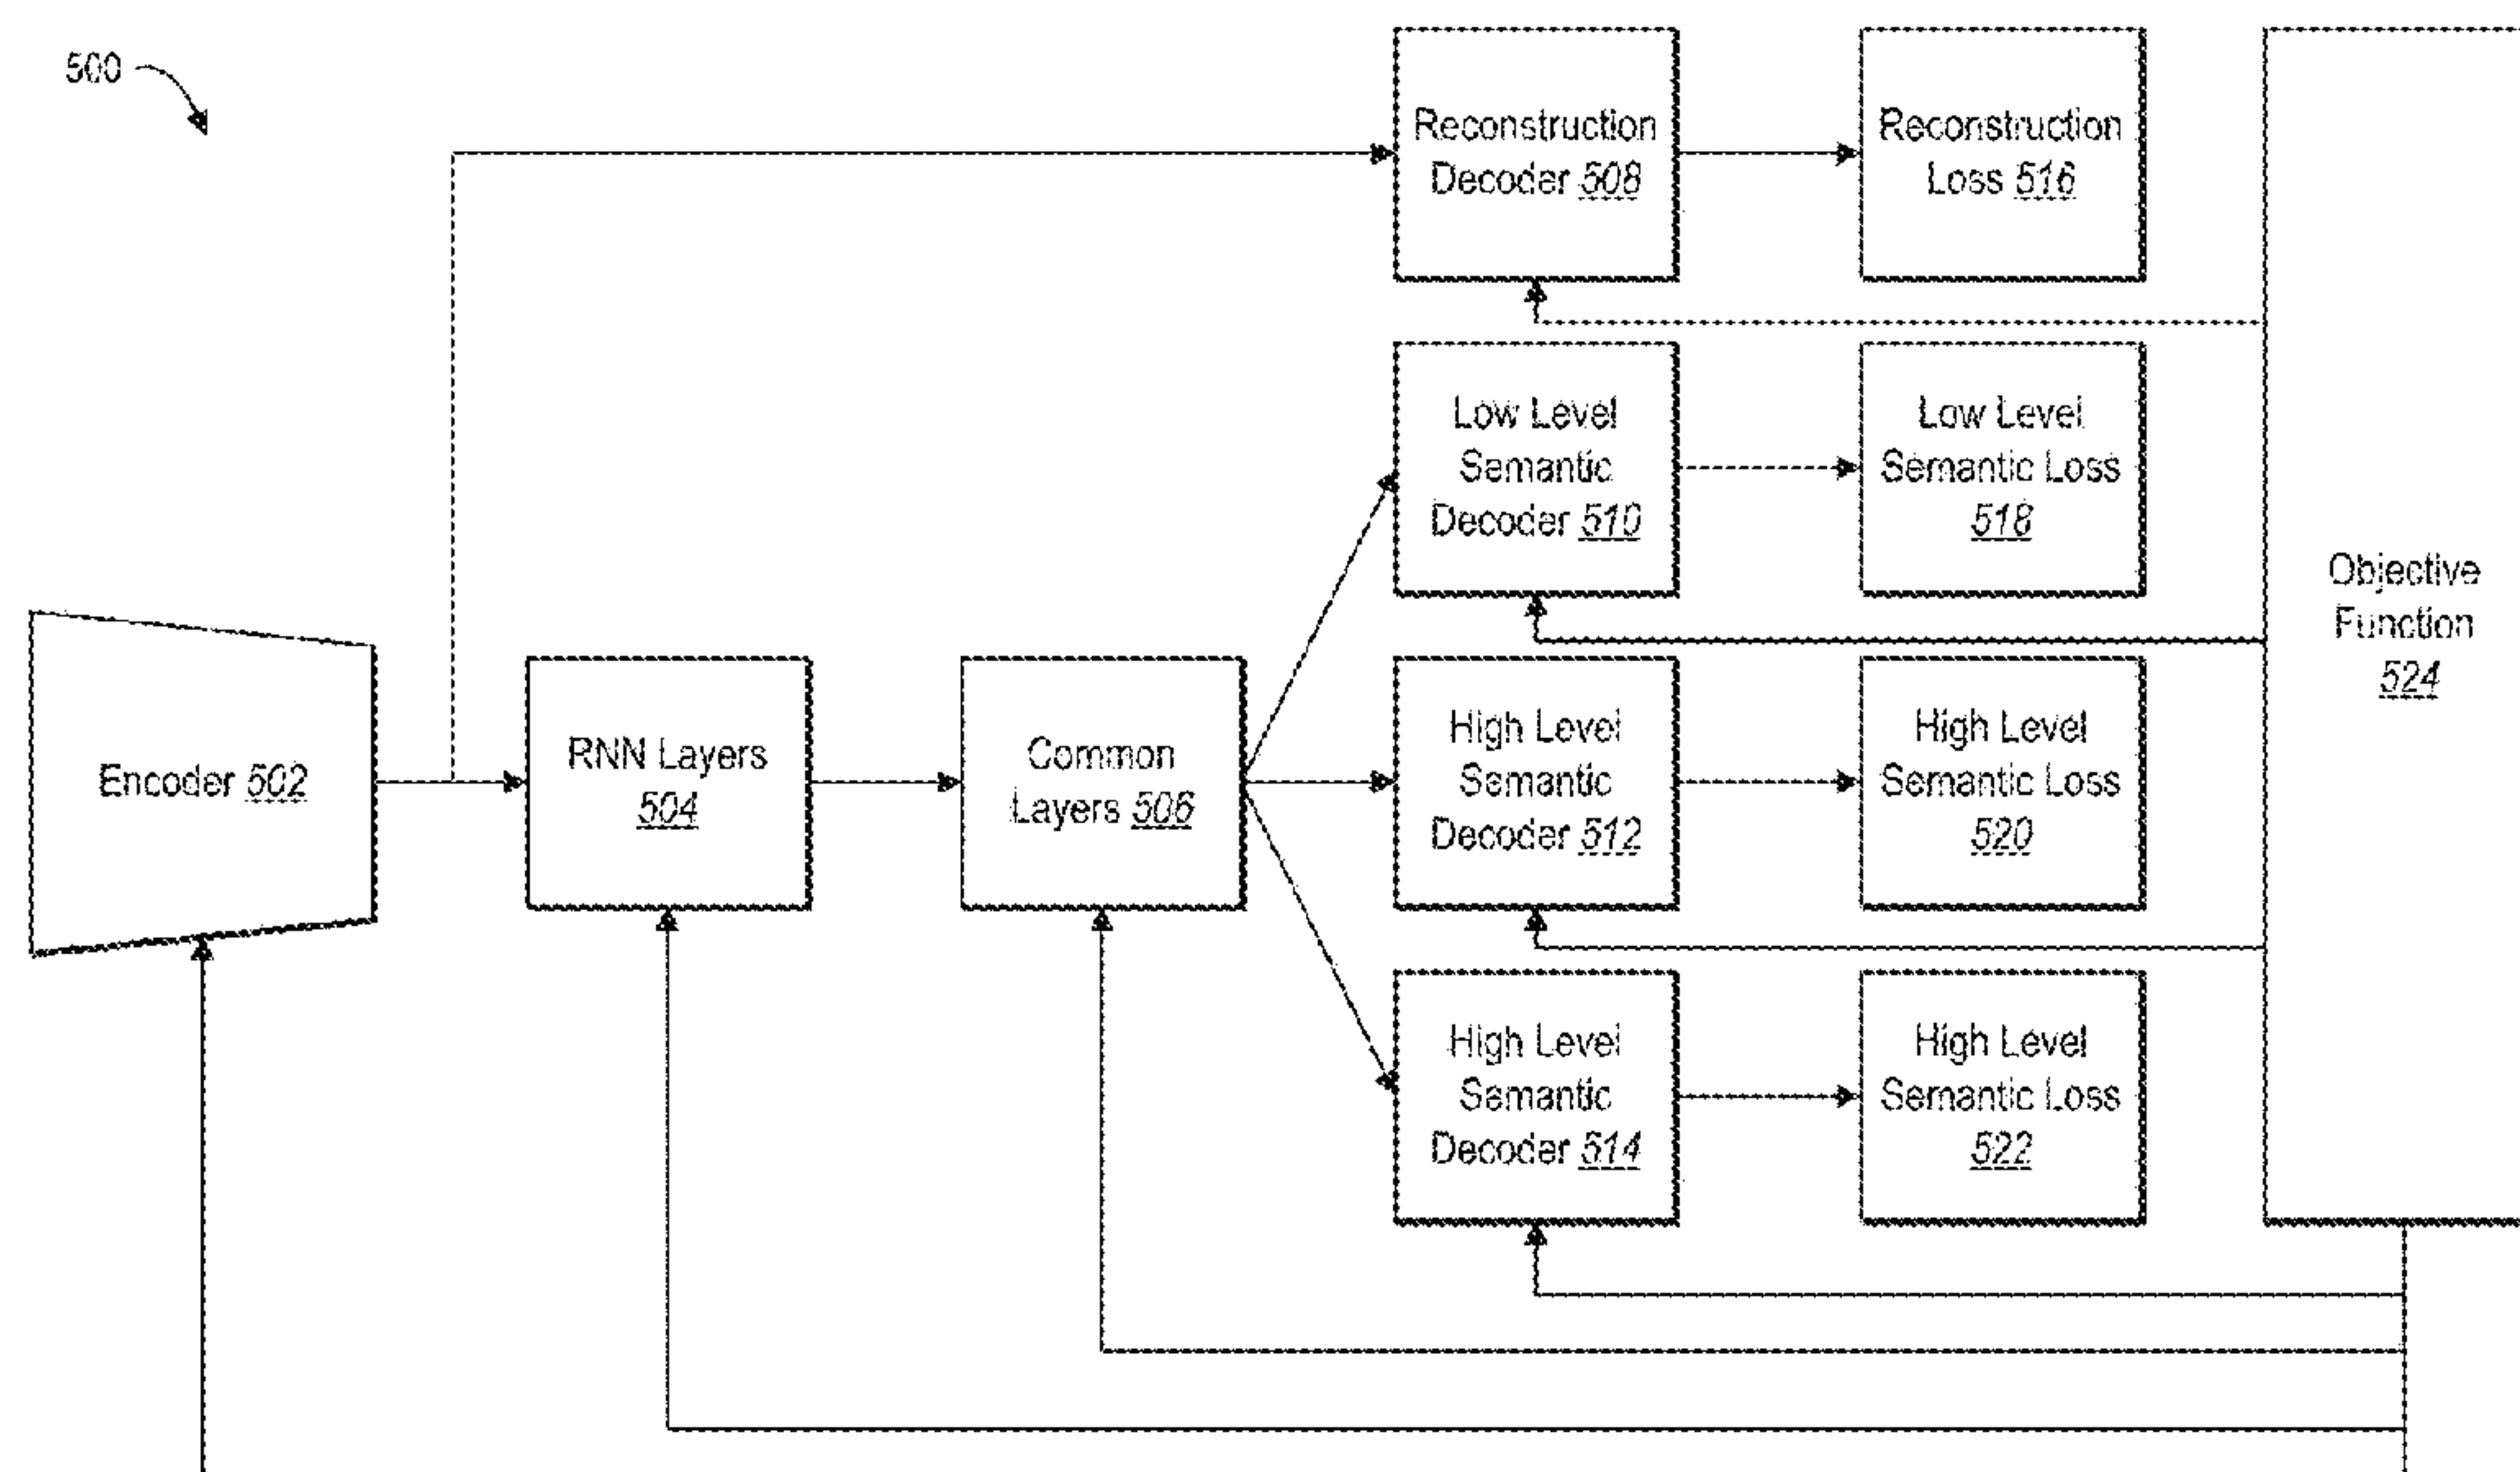 500
Reconstruction
Decoder 508
Reconstruction
Loss 516
Low Level
Semantic
Decoder 510
Low Level
Semantic Loss
518
Objective
Function
524
Encoder 502
RNN Layers
504
Common
Layers 506
High Level
Semantic
Decoder 512
High Level
Semantic Loss
520
High Level
Semantic
Decoder 514
High Level
Semantic Loss
522